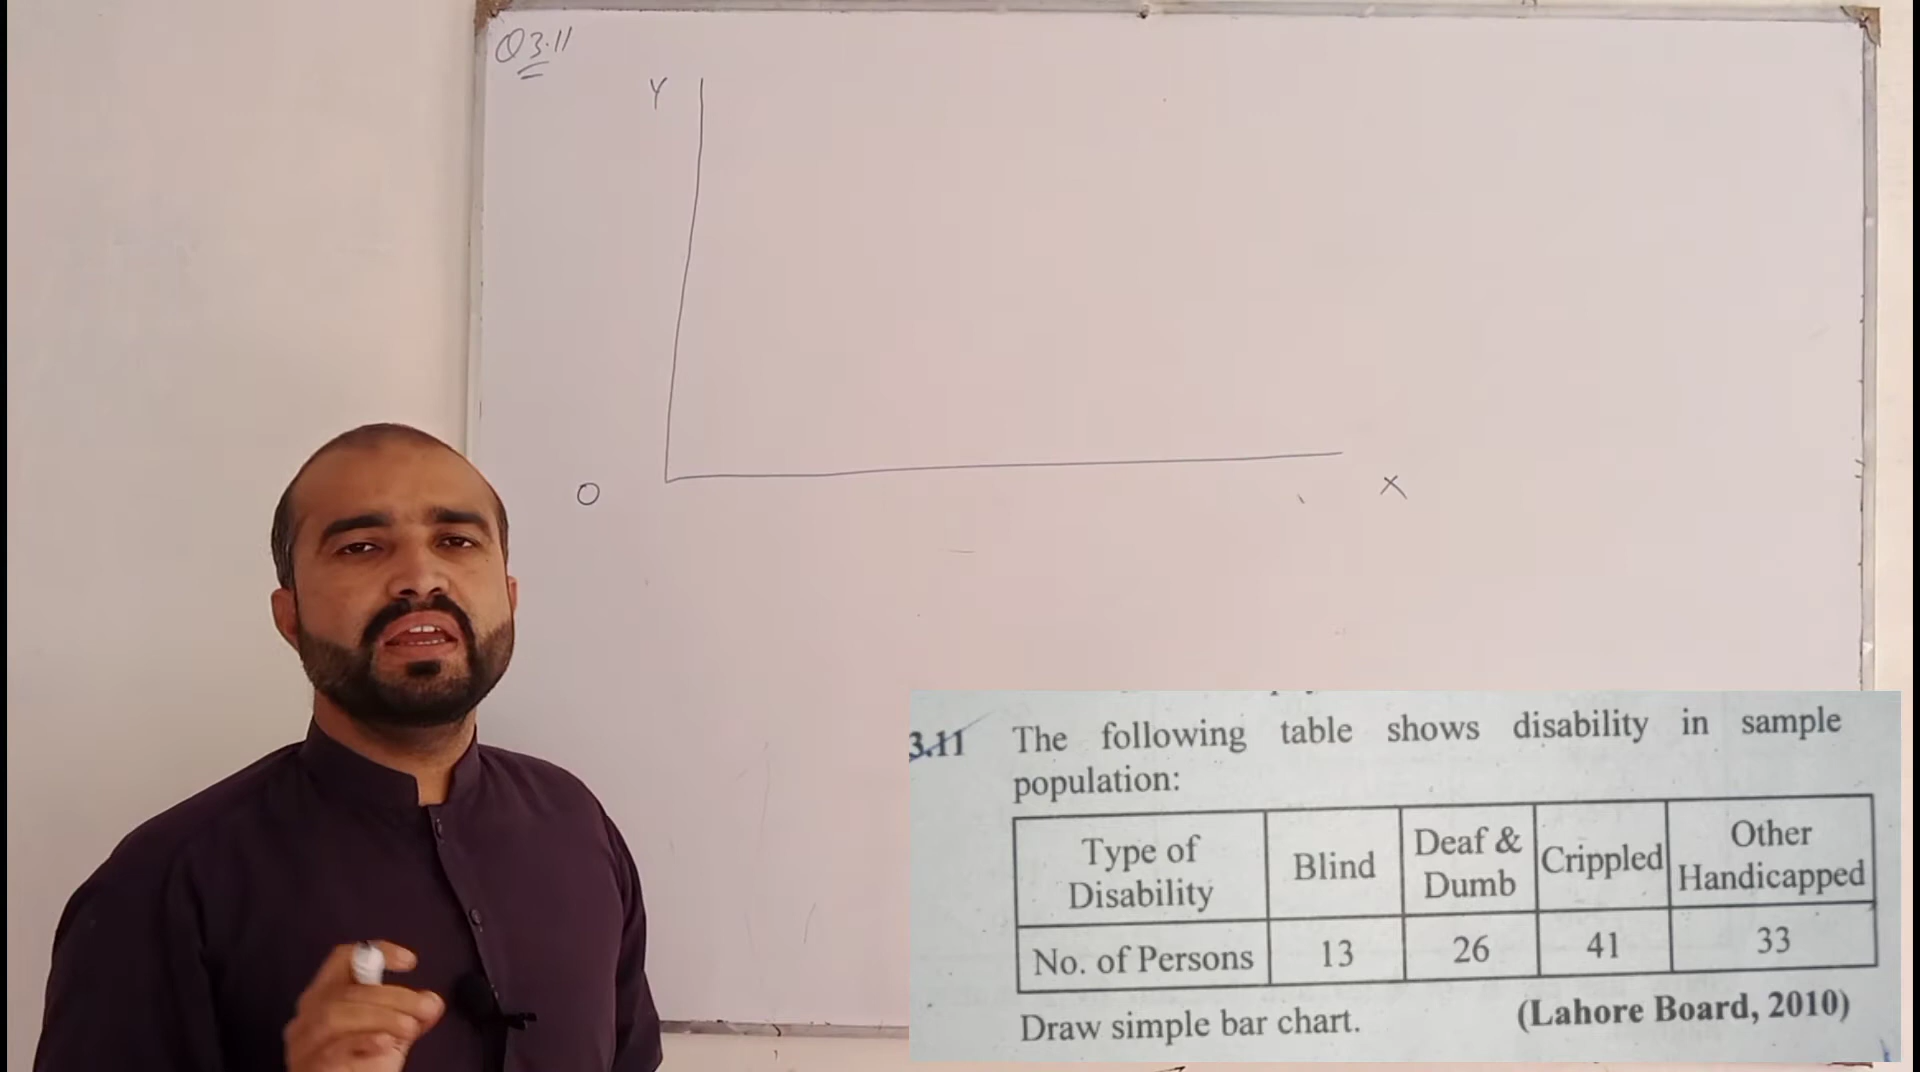 Q 3.11
Y
O
X
3.11 The following table shows disability in sample
population:
Type of Disability | Blind | Deaf & Dumb | Crippled | Other Handicapped
No. of Persons | 13 | 26 | 41 | 33
Draw simple bar chart. (Lahore Board, 2010)